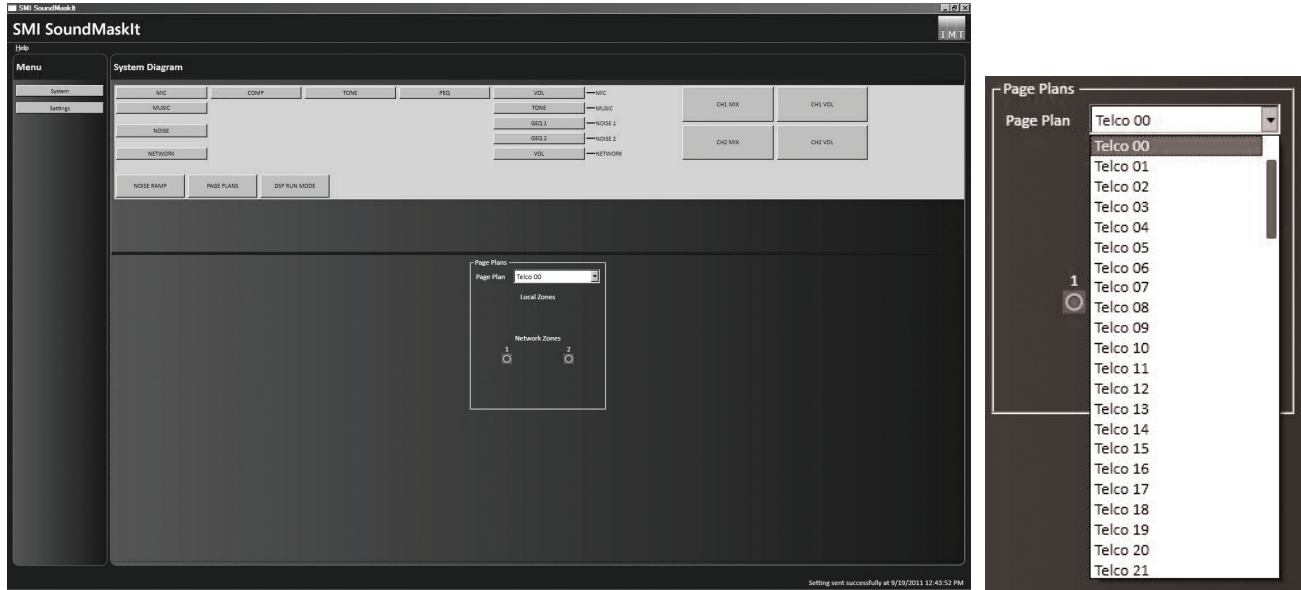 SMI SoundMaskIt
SMI SoundMaskIt
IMT
Help
Menu
System
Settings
System Diagram
MIC COMP TONE PEQ VOL MIC
MUSIC TONE MUSIC
NOISE GEQ 1 NOISE 1
GEQ 2 NOISE 2
NETWORK VOL NETWORK
CH1 MIX CH1 VOL
CH2 MIX CH2 VOL
NOISE RAMP PAGE PLANS DSP RUN MODE
Page Plans
Page Plan Telco 00
Local Zones
Network Zones
1 2
Setting sent successfully at 9/19/2011 12:43:52 PM
Page Plans
Page Plan Telco 00
Telco 00
Telco 01
Telco 02
Telco 03
Telco 04
Telco 05
Telco 06
1
Telco 07
Telco 08
Telco 09
Telco 10
Telco 11
Telco 12
Telco 13
Telco 14
Telco 15
Telco 16
Telco 17
Telco 18
Telco 19
Telco 20
Telco 21